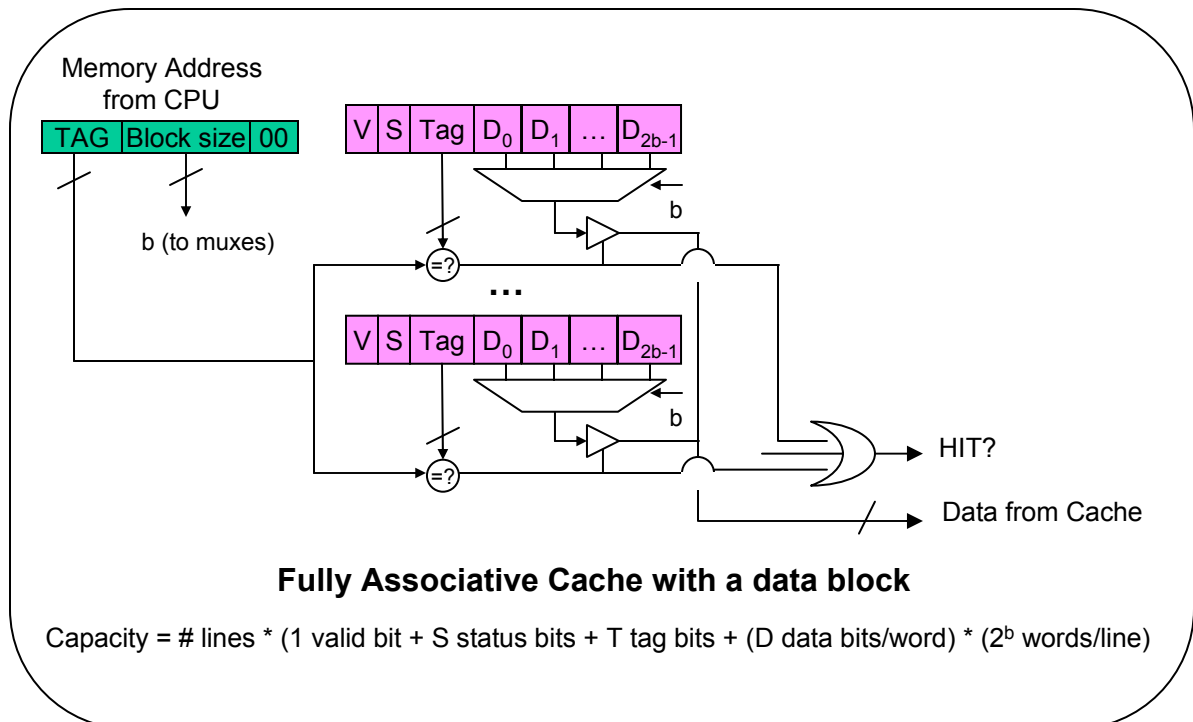 Memory Address
from CPU
TAG Block size 00
b (to muxes)
V S Tag D₀ D₁ … D₂b-1
b
=?
...
V S Tag D₀ D₁ … D₂b-1
b
=?
HIT?
Data from Cache
Fully Associative Cache with a data block
Capacity = # lines * (1 valid bit + S status bits + T tag bits + (D data bits/word) * (2ᵇ words/line)